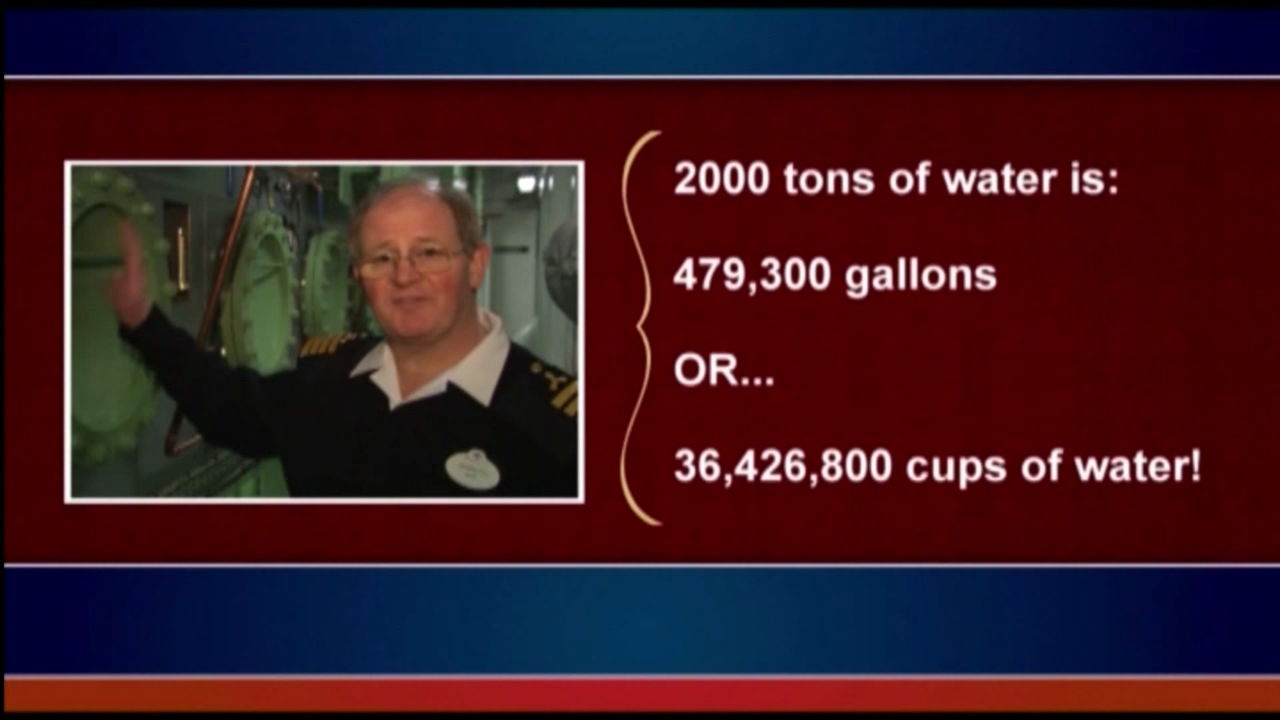 2000 tons of water is:
479,300 gallons
OR...
36,426,800 cups of water!